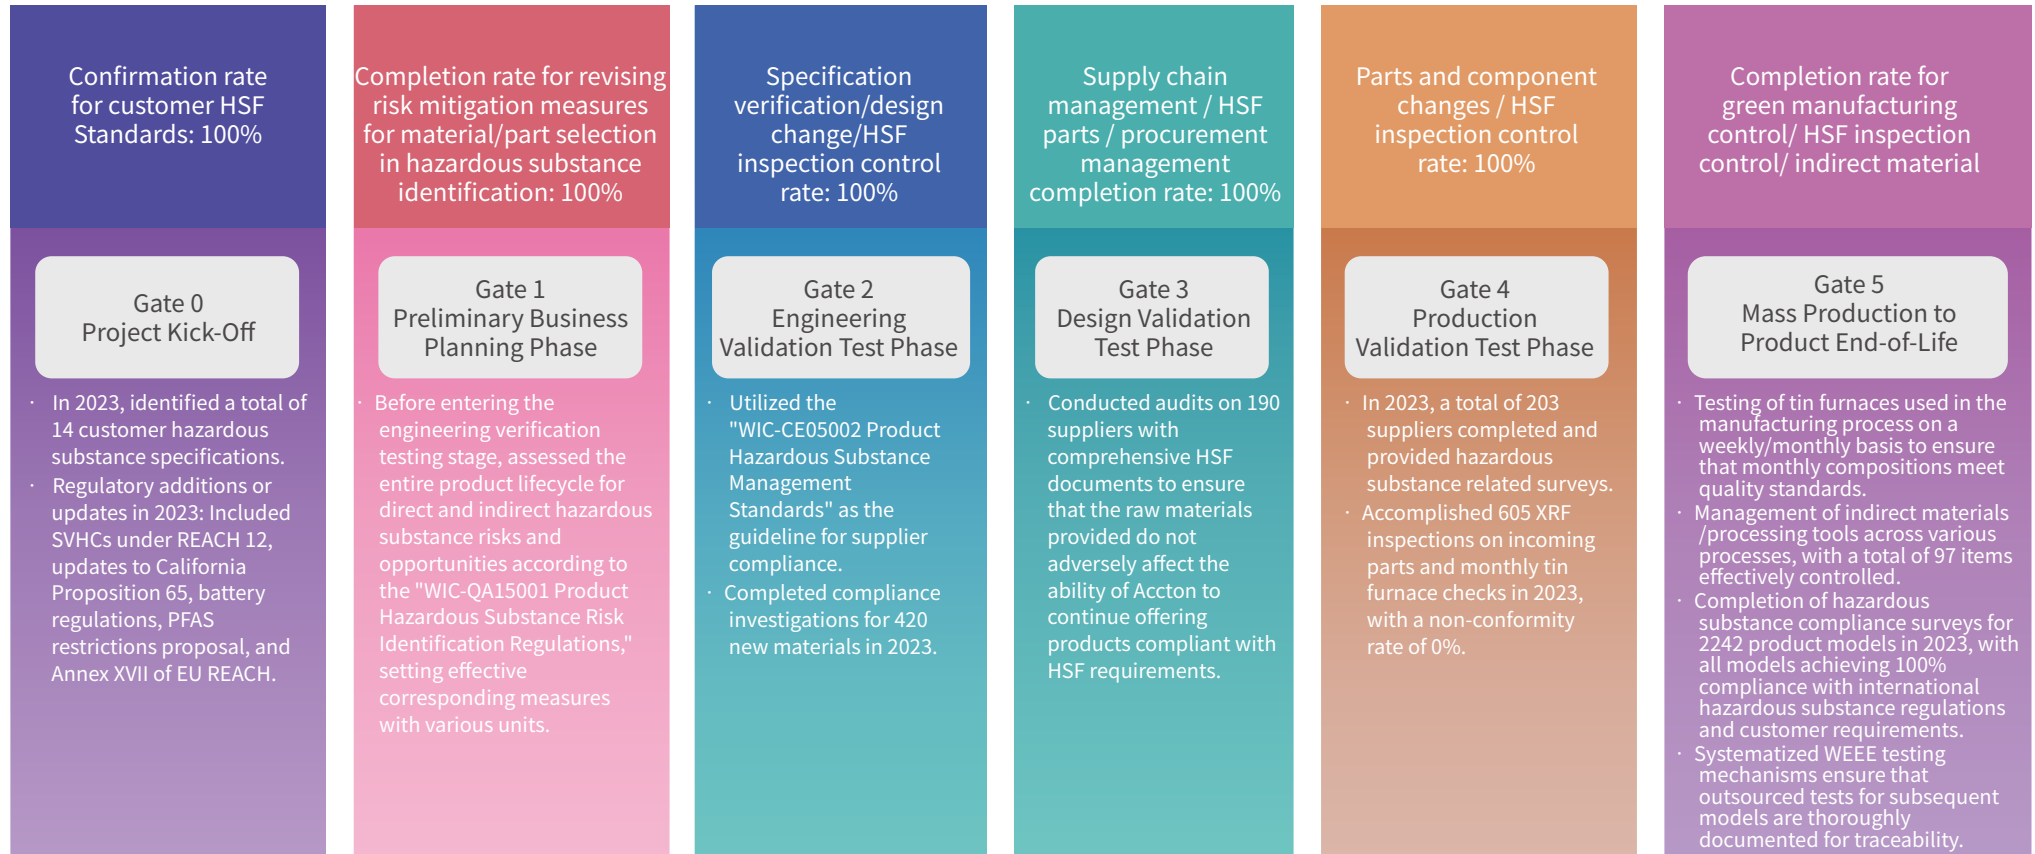 Confirmation rate
for customer HSF
Standards: 100%
Gate 0
Project Kick-Off
· In 2023, identified a total of
14 customer hazardous
substance specifications.
· Regulatory additions or
updates in 2023: Included
SVHCs under REACH 12,
updates to California
Proposition 65, battery
regulations, PFAS
restrictions proposal, and
Annex XVII of EU REACH.
Completion rate for revising
risk mitigation measures
for material/part selection
in hazardous substance
identification: 100%
Gate 1
Preliminary Business
Planning Phase
· Before entering the
engineering verification
testing stage, assessed the
entire product lifecycle for
direct and indirect hazardous
substance risks and
opportunities according to
the "WIC-QA15001 Product
Hazardous Substance Risk
Identification Regulations,"
setting effective
corresponding measures
with various units.
Specification
verification/design
change/HSF
inspection control
rate: 100%
Gate 2
Engineering
Validation Test Phase
· Utilized the
"WIC-CE05002 Product
Hazardous Substance
Management
Standards" as the
guideline for supplier
compliance.
· Completed compliance
investigations for 420
new materials in 2023.
Supply chain
management / HSF
parts / procurement
management
completion rate: 100%
Gate 3
Design Validation
Test Phase
· Conducted audits on 190
suppliers with
comprehensive HSF
documents to ensure
that the raw materials
provided do not
adversely affect the
ability of Accton to
continue offering
products compliant with
HSF requirements.
Parts and component
changes / HSF
inspection control
rate: 100%
Gate 4
Production
Validation Test Phase
· In 2023, a total of 203
suppliers completed and
provided hazardous
substance related surveys.
· Accomplished 605 XRF
inspections on incoming
parts and monthly tin
furnace checks in 2023,
with a non-conformity
rate of 0%.
Completion rate for
green manufacturing
control/ HSF inspection
control/ indirect material
Gate 5
Mass Production to
Product End-of-Life
· Testing of tin furnaces used in the
manufacturing process on a
weekly/monthly basis to ensure
that monthly compositions meet
quality standards.
· Management of indirect materials
/processing tools across various
processes, with a total of 97 items
effectively controlled.
· Completion of hazardous
substance compliance surveys for
2242 product models in 2023, with
all models achieving 100%
compliance with international
hazardous substance regulations
and customer requirements.
· Systematized WEEE testing
mechanisms ensure that
outsourced tests for subsequent
models are thoroughly
documented for traceability.